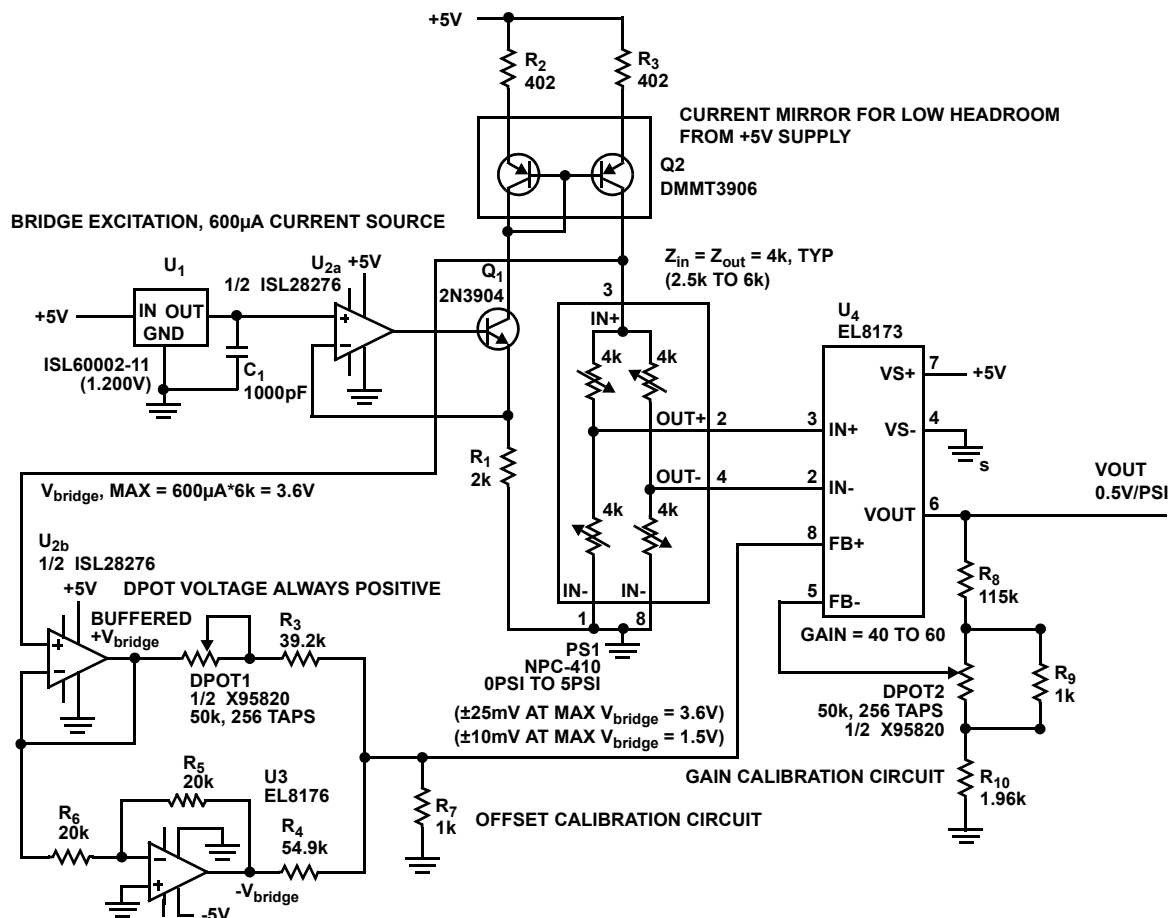 +5V
R2
402
R3
402
CURRENT MIRROR FOR LOW HEADROOM
FROM +5V SUPPLY
Q2
DMMT3906
BRIDGE EXCITATION, 600µA CURRENT SOURCE
U1
U2a
+5V
1/2 ISL28276
+5V
IN OUT
GND
ISL60002-11
(1.200V)
C1
1000pF
+
–
Q1
2N3904
R1
2k
Zin = Zout = 4k, TYP
(2.5k TO 6k)
3
IN+
4k
4k
OUT+
2
OUT-
4
4k
4k
IN-
IN-
1
8
PS1
NPC-410
0PSI TO 5PSI
(±25mV AT MAX Vbridge = 3.6V)
(±10mV AT MAX Vbridge = 1.5V)
U4
EL8173
7
VS+
+5V
3
IN+
VS-
4
s
2
IN-
VOUT
6
8
FB+
5
FB-
GAIN = 40 TO 60
VOUT
0.5V/PSI
R8
115k
R9
1k
DPOT2
50k, 256 TAPS
1/2 X95820
GAIN CALIBRATION CIRCUIT
R10
1.96k
Vbridge, MAX = 600µA*6k = 3.6V
U2b
1/2 ISL28276
+5V
DPOT VOLTAGE ALWAYS POSITIVE
BUFFERED
+Vbridge
+
–
DPOT1
1/2 X95820
50k, 256 TAPS
R3
39.2k
R5
20k
U3
EL8176
R6
20k
–
+
-5V
-Vbridge
R4
54.9k
R7
1k
OFFSET CALIBRATION CIRCUIT